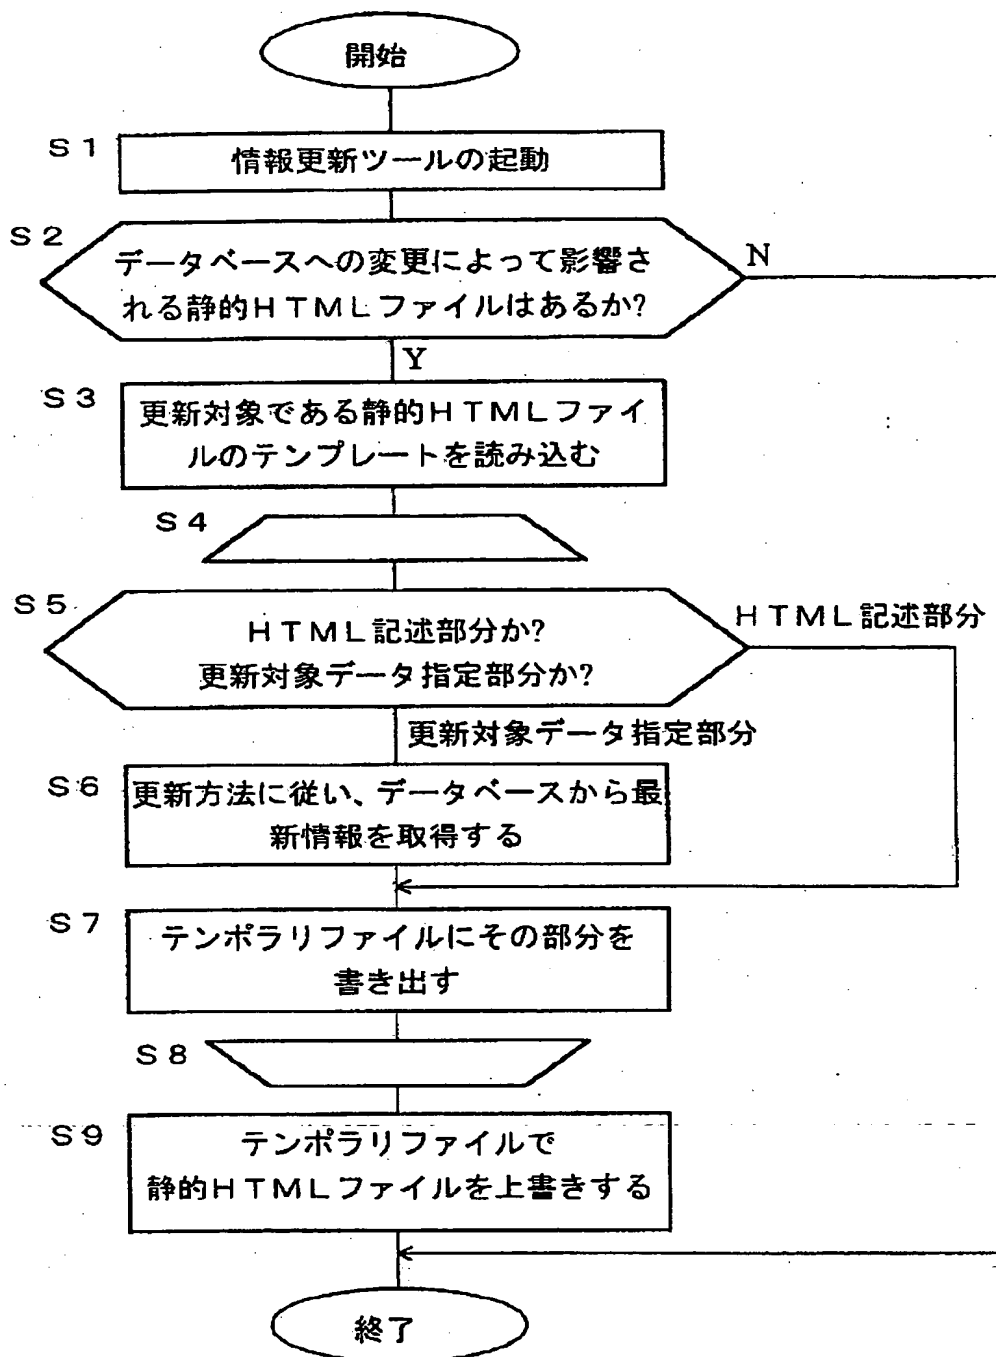 開始
S1
情報更新ツールの起動
S2
データベースへの変更によって影響さ
れる静的HTMLファイルはあるか?
N
Y
S3
更新対象である静的HTMLファイ
ルのテンプレートを読み込む
S4
S5
HTML記述部分か?
更新対象データ指定部分か?
HTML記述部分
更新対象データ指定部分
S6
更新方法に従い、データベースから最
新情報を取得する
S7
テンポラリファイルにその部分を
書き出す
S8
S9
テンポラリファイルで
静的HTMLファイルを上書きする
終了